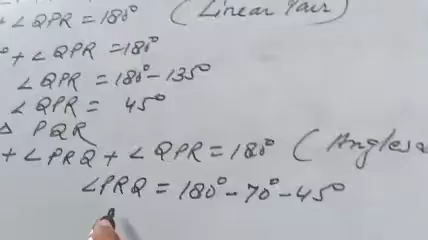 + ∠QPR = 180° (Linear Pair)
° + ∠QPR = 180°
∠QPR = 180° - 135°
∠QPR = 45°
△ PQR
+ ∠PRQ + ∠QPR = 180° (Angles
∠PRQ = 180° - 70° - 45°